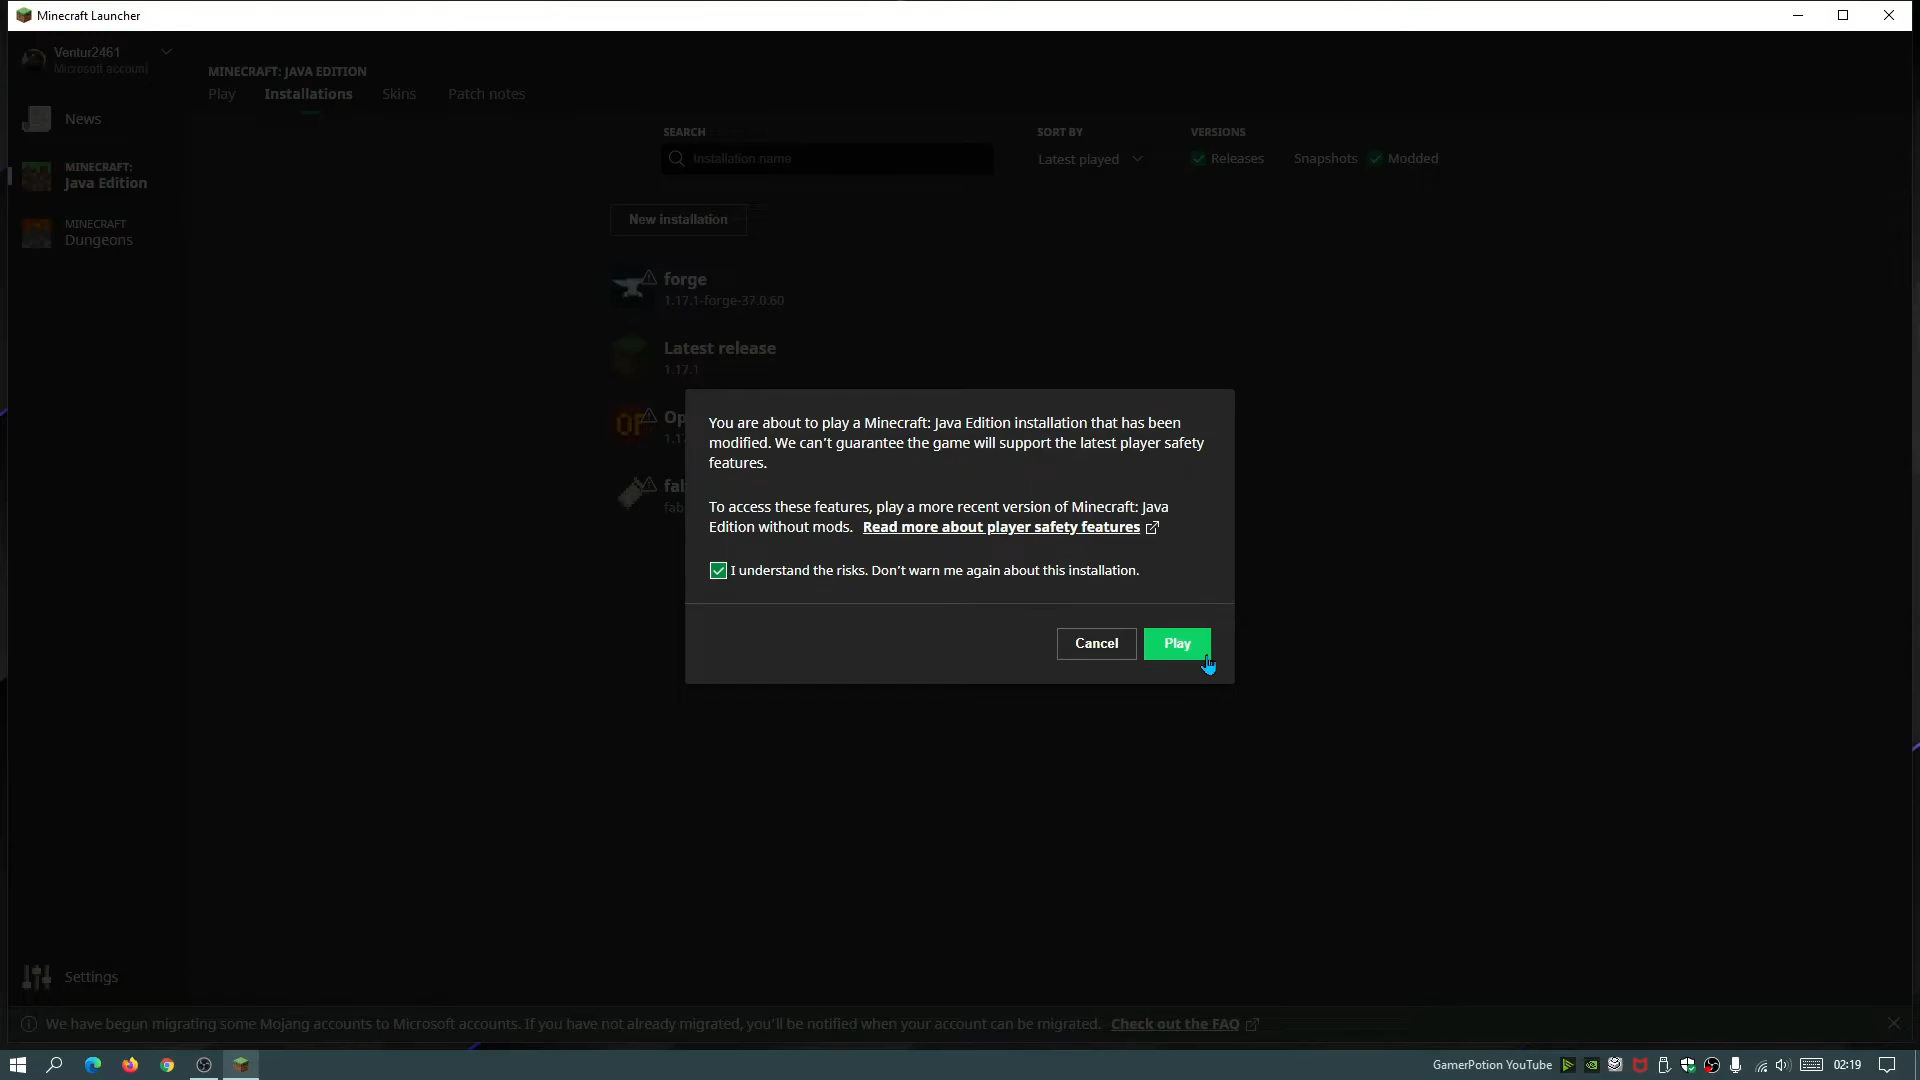 Minecraft Launcher
Ventur2461
Microsoft account
MINECRAFT: JAVA EDITION
Play
Installations
Skins
Patch notes
News
MINECRAFT:
Java Edition
MINECRAFT
Dungeons
SEARCH
Installation name
SORT BY
Latest played
VERSIONS
Releases
Snapshots
Modded
New installation
forge
1.17.1-forge-37.0.60
Latest release
1.17.1
OF
Op
1.17
fab
fab
You are about to play a Minecraft: Java Edition installation that has been
modified. We can't guarantee the game will support the latest player safety
features.
To access these features, play a more recent version of Minecraft: Java
Edition without mods. Read more about player safety features
I understand the risks. Don't warn me again about this installation.
Cancel
Play
Settings
We have begun migrating some Mojang accounts to Microsoft accounts. If you have not already migrated, you'll be notified when your account can be migrated. Check out the FAQ
GamerPotion YouTube
02:19